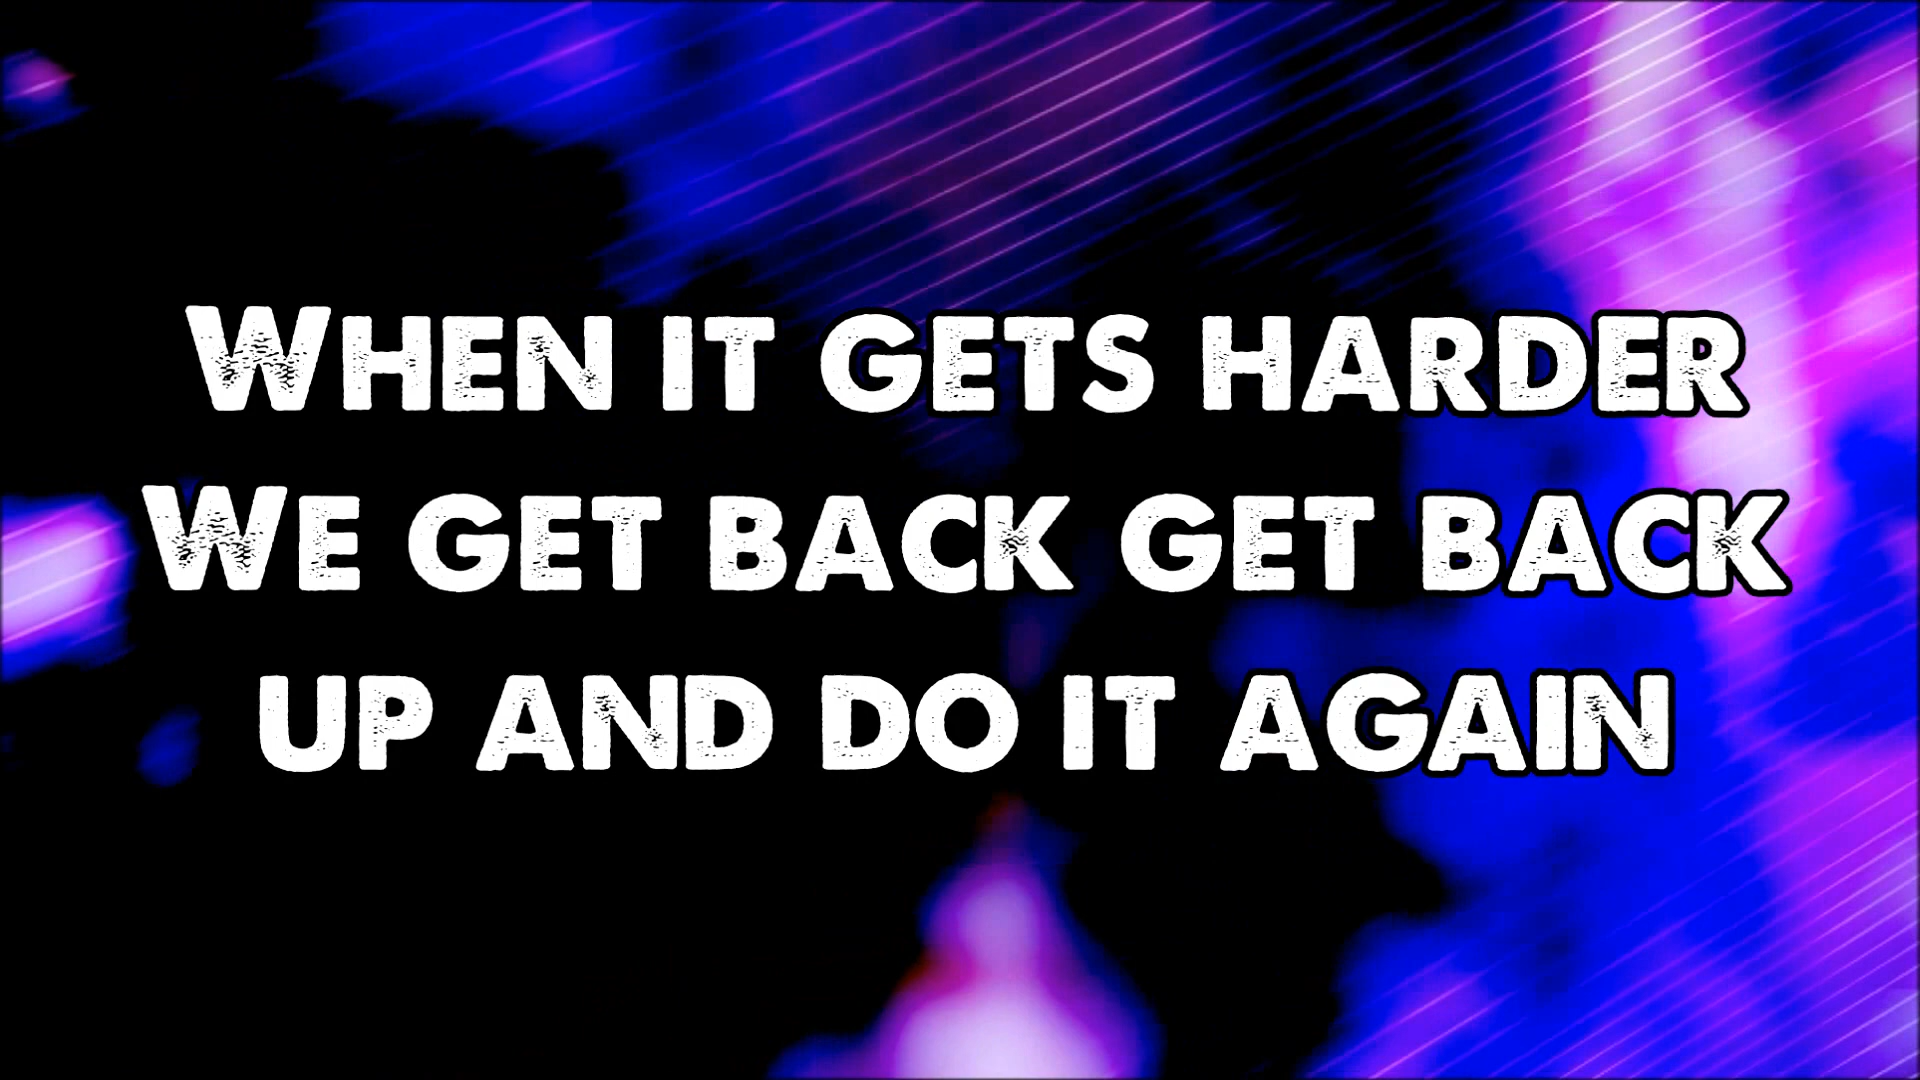 When it gets harder
We get back get back
up and do it again